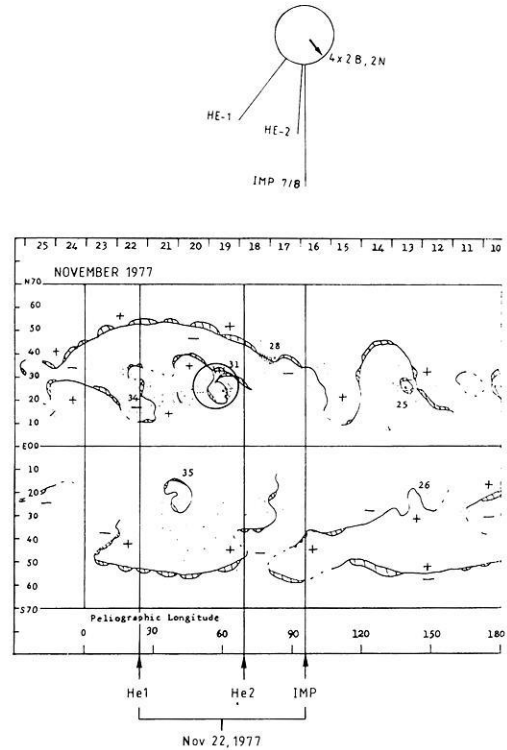 4x2B, 2N
HE-1
HE-2
IMP 7/8
25 24 23 22 21 20 19 18 17 16 15 14 13 12 11 10
NOVEMBER 1977
N70
60
50
40
30
20
10
E00
10
20
30
40
50
60
S70
28
31
34
25
35
26
Peliographic Longitude
0 30 60 90 120 150 180
He1 He2 IMP
Nov 22, 1977